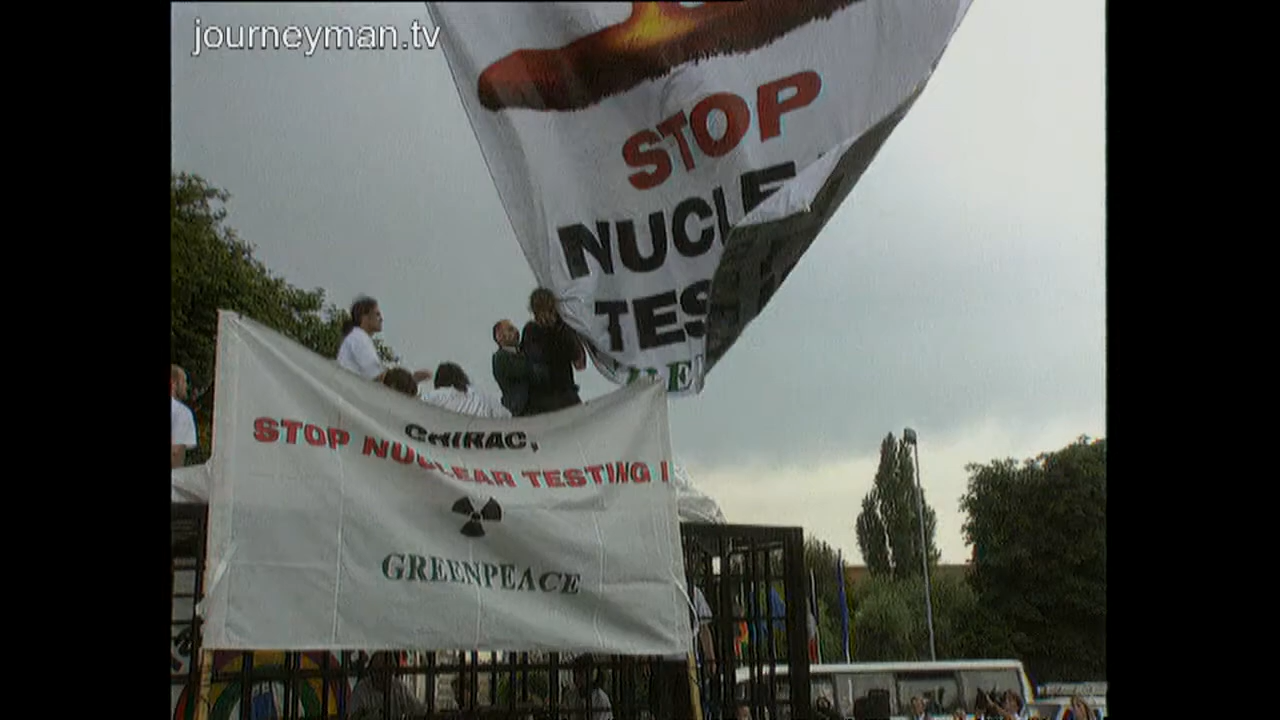 journeyman.tv
STOP
NUCLE
TES
CHIRAC,
STOP NUCLEAR TESTING !
GREENPEACE